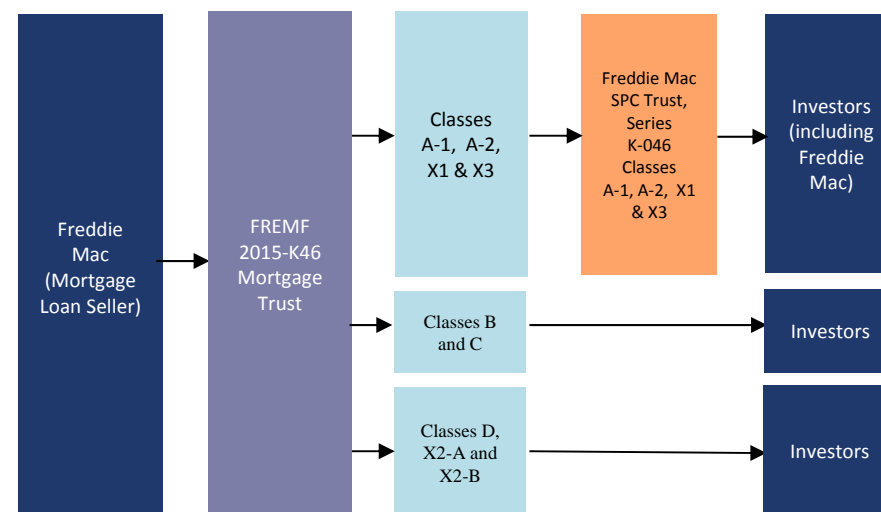 Freddie
Mac
(Mortgage
Loan Seller)
FREMF
2015-K46
Mortgage
Trust
Classes
A-1, A-2,
X1 & X3
Freddie Mac
SPC Trust,
Series
K-046
Classes
A-1, A-2, X1
& X3
Investors
(including
Freddie
Mac)
Classes B
and C
Investors
Classes D,
X2-A and
X2-B
Investors